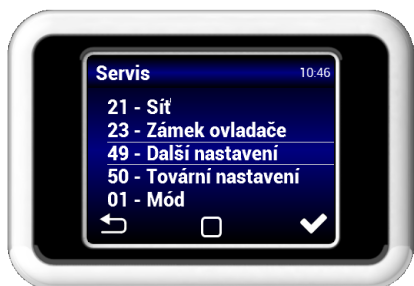 Servis 10:46
21 - Síť
23 - Zámek ovladače
49 - Další nastavení
50 - Tovární nastavení
01 - Mód